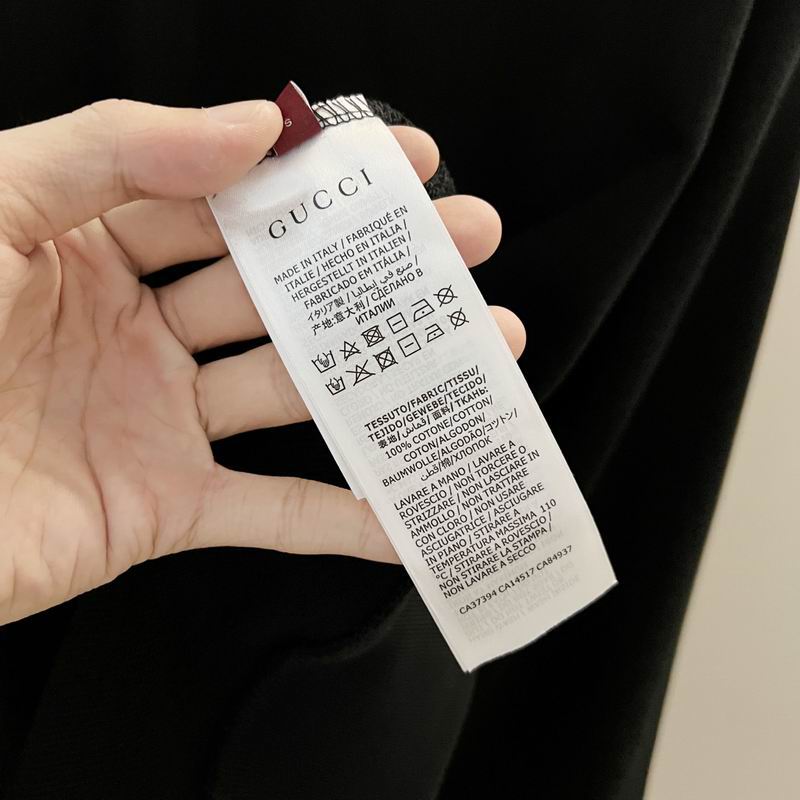 S
GUCCI
MADE IN ITALY / FABRIQUÉ EN
ITALIE / HECHO EN ITALIA /
HERGESTELLT IN ITALIEN /
FABRICADO EM ITÁLIA /
イタリア製 / صنع في إيطاليا /
产地:意大利 / СДЕЛАНО В
ИТАЛИИ
TESSUTO/FABRIC/TISSU/
TEJIDO/GEWEBE/TECIDO/
表地/قماش/面料/ТКАНЬ:
100% COTONE/COTTON/
COTON/ALGODON/
BAUMWOLLE/ALGODÃO/コットン/
قطن/棉/ХЛОПОК
LAVARE A MANO / LAVARE A
ROVESCIO / NON TORCERE O
STRIZZARE / NON LASCIARE IN
AMMOLLO / NON TRATTARE
CON CLORO / NON USARE
ASCIUGATRICE / ASCIUGARE
IN PIANO / STIRARE A
TEMPERATURA MASSIMA 110
°C / STIRARE A ROVESCIO /
NON STIRARE LA STAMPA /
NON LAVARE A SECCO
CA37394 CA14517 CA84937